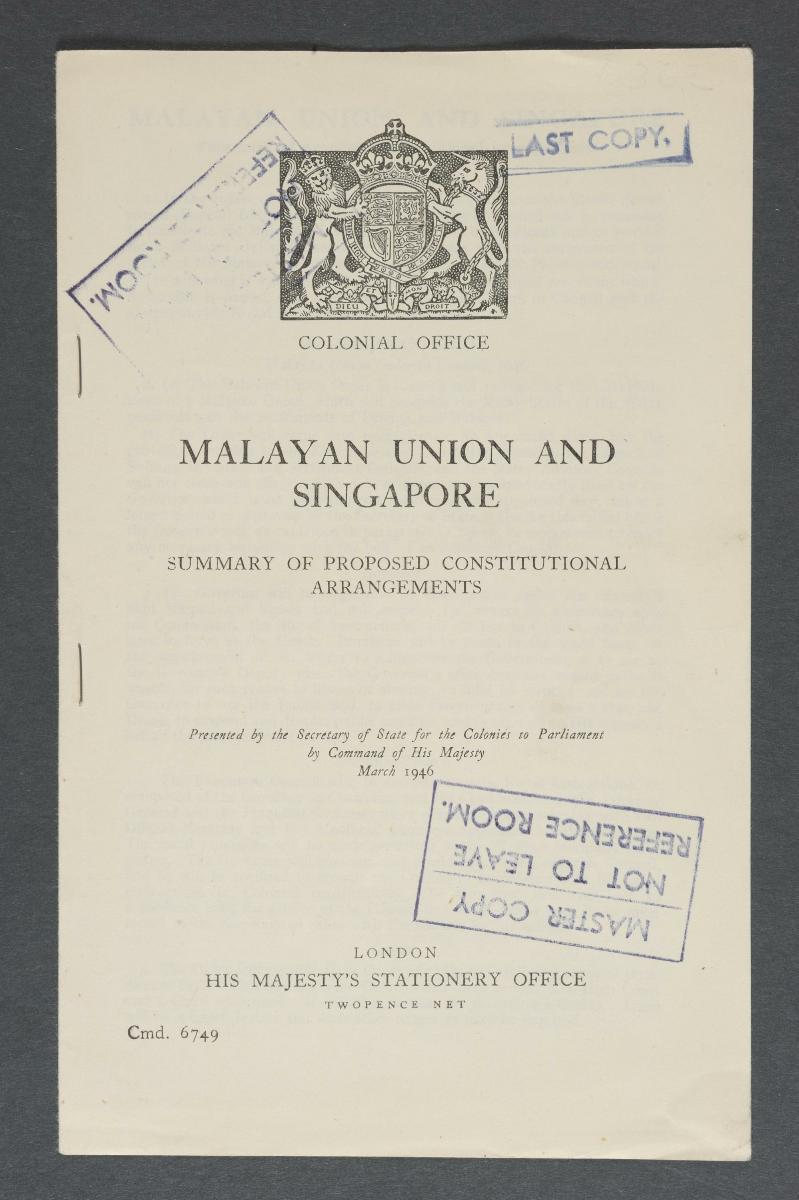 LAST COPY.
REFERENCE ROOM.
DIEU ET MON DROIT
COLONIAL OFFICE
MALAYAN UNION AND
SINGAPORE
SUMMARY OF PROPOSED CONSTITUTIONAL
ARRANGEMENTS
Presented by the Secretary of State for the Colonies to Parliament
by Command of His Majesty
March 1946
MASTER COPY
NOT TO LEAVE
REFERENCE ROOM.
LONDON
HIS MAJESTY'S STATIONERY OFFICE
TWOPENCE NET
Cmd. 6749